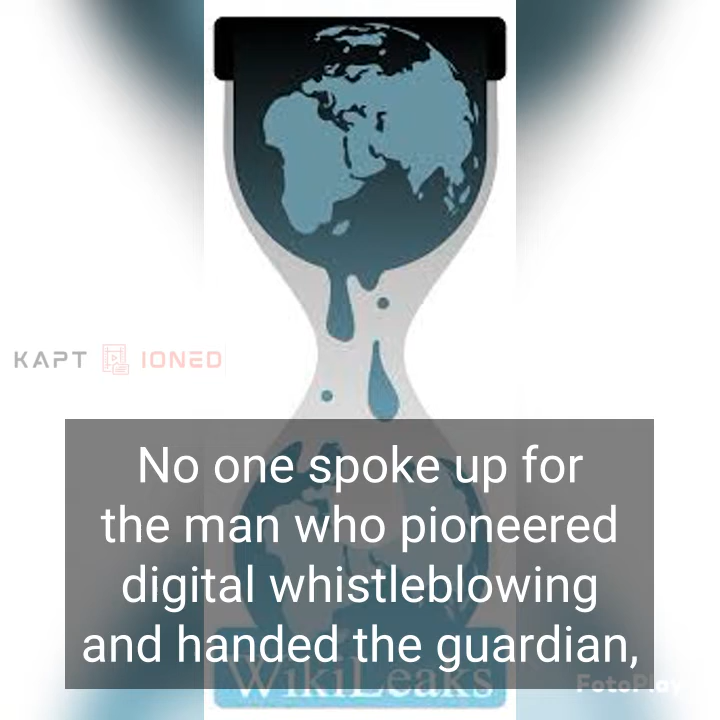 KAPT IONED
No one spoke up for
the man who pioneered
digital whistleblowing
and handed the guardian,
WikiLeaks
FotoPlay